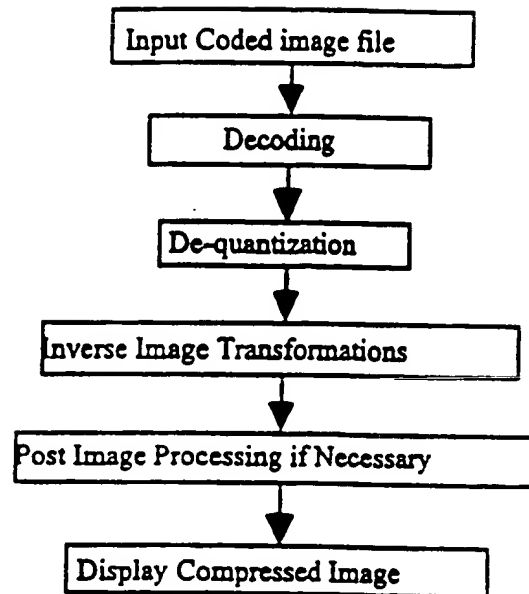 Input Coded image file
Decoding
De-quantization
Inverse Image Transformations
Post Image Processing if Necessary
Display Compressed Image